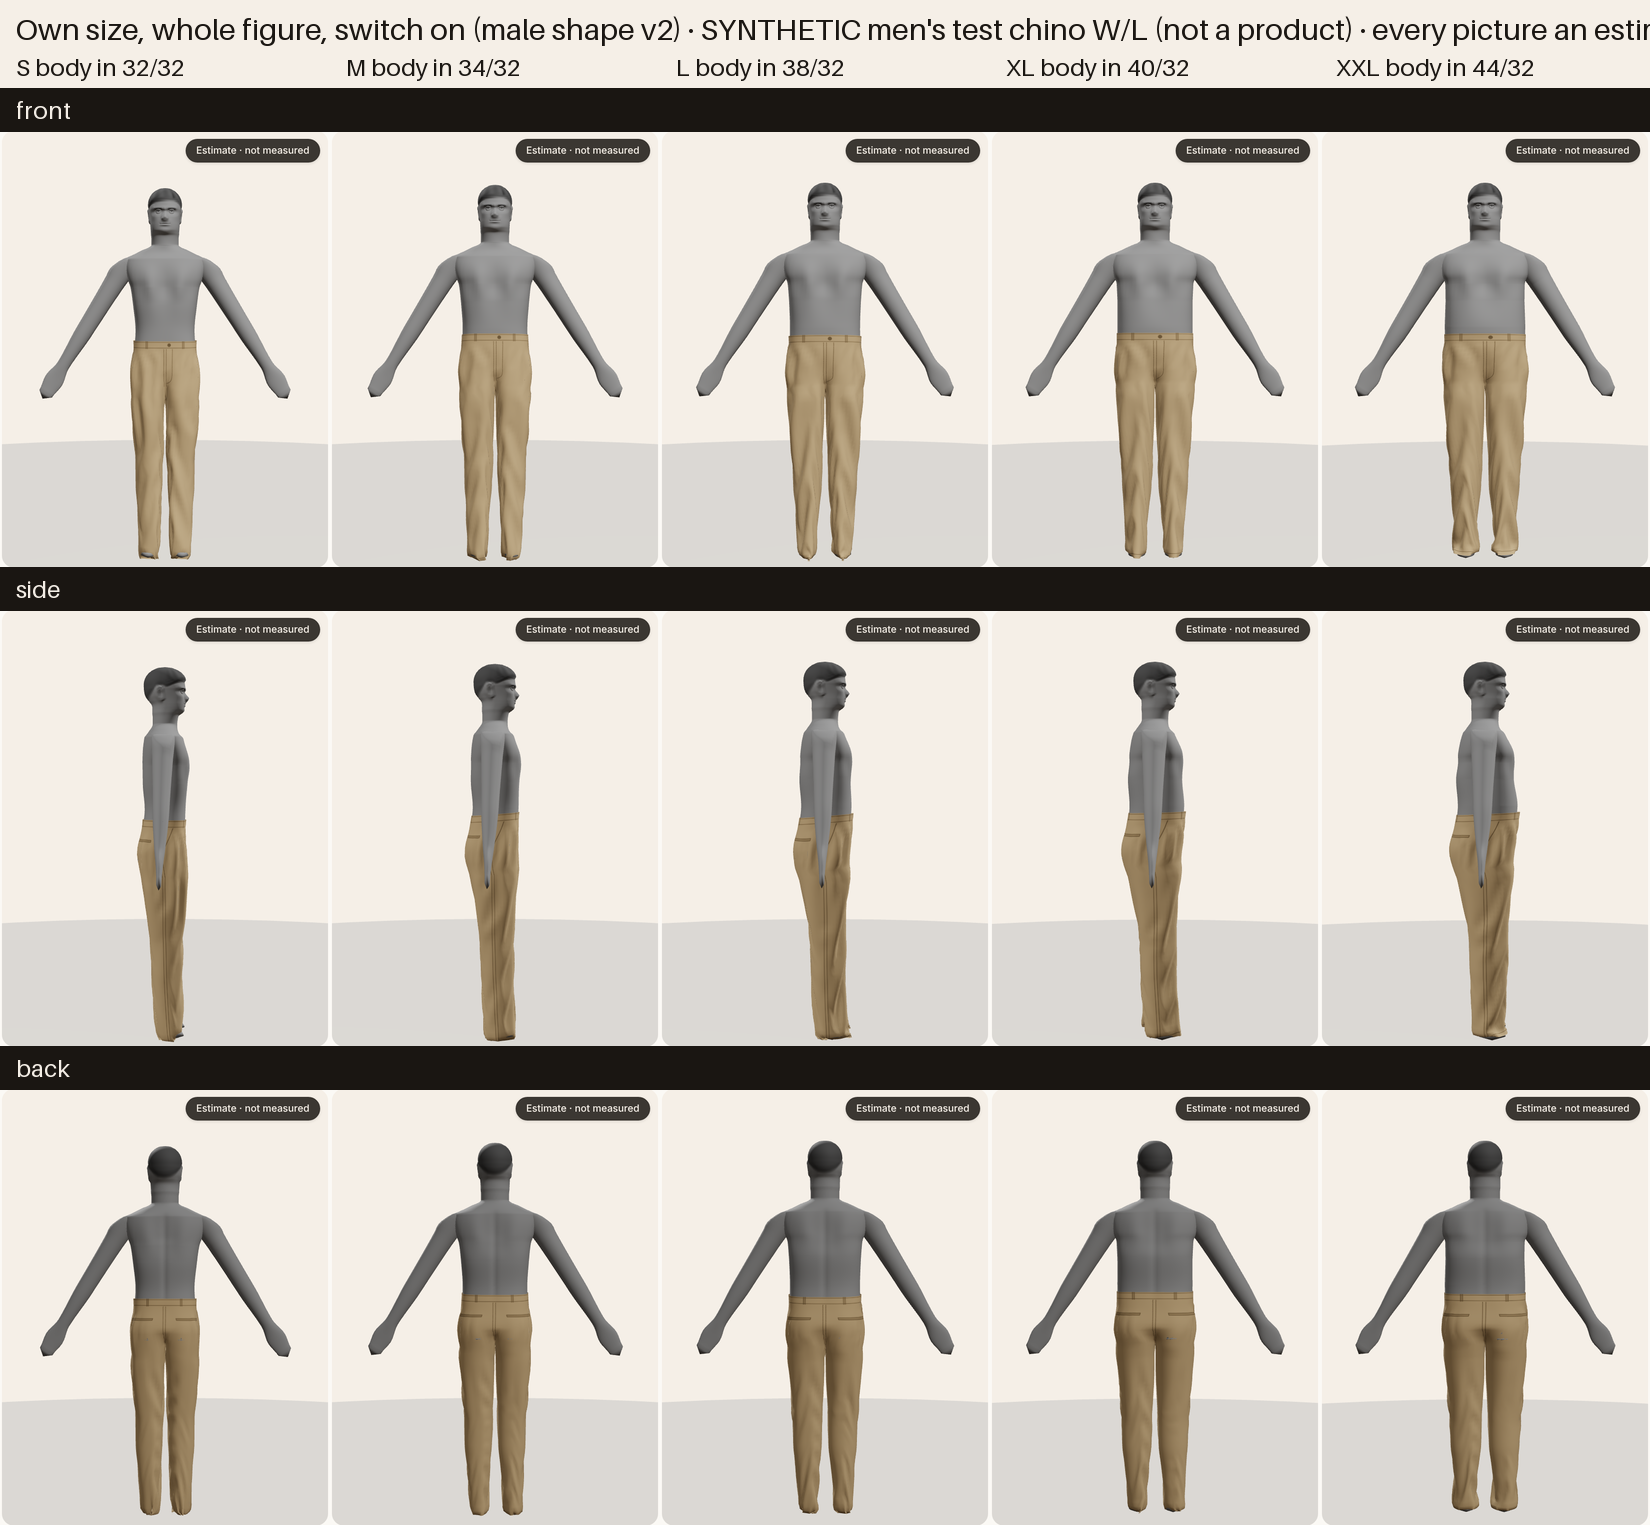 Own size, whole figure, switch on (male shape v2) · SYNTHETIC men's test chino W/L (not a product) · every picture an
S body in 32/32
M body in 34/32
L body in 38/32
XL body in 40/32
XXL body in 44/32
front
Estimate · not measured
Estimate · not measured
Estimate · not measured
Estimate · not measured
Estimate · not measured
side
Estimate · not measured
Estimate · not measured
Estimate · not measured
Estimate · not measured
Estimate · not measured
back
Estimate · not measured
Estimate · not measured
Estimate · not measured
Estimate · not measured
Estimate · not measured